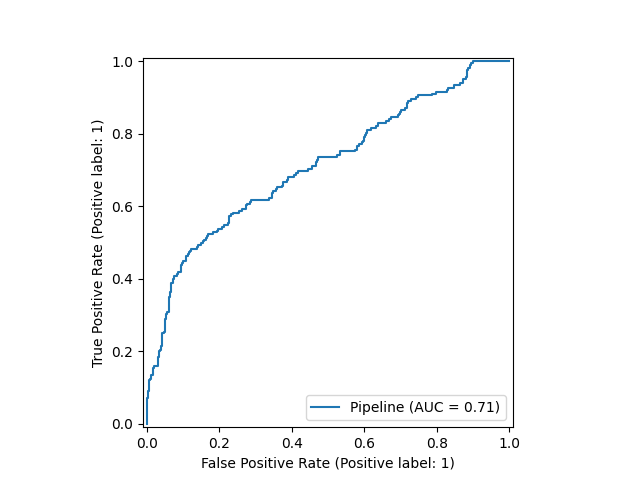 1.0
0.8
0.6
0.4
0.2
0.0
True Positive Rate (Positive label: 1)
Pipeline (AUC = 0.71)
0.0 0.2 0.4 0.6 0.8 1.0
False Positive Rate (Positive label: 1)